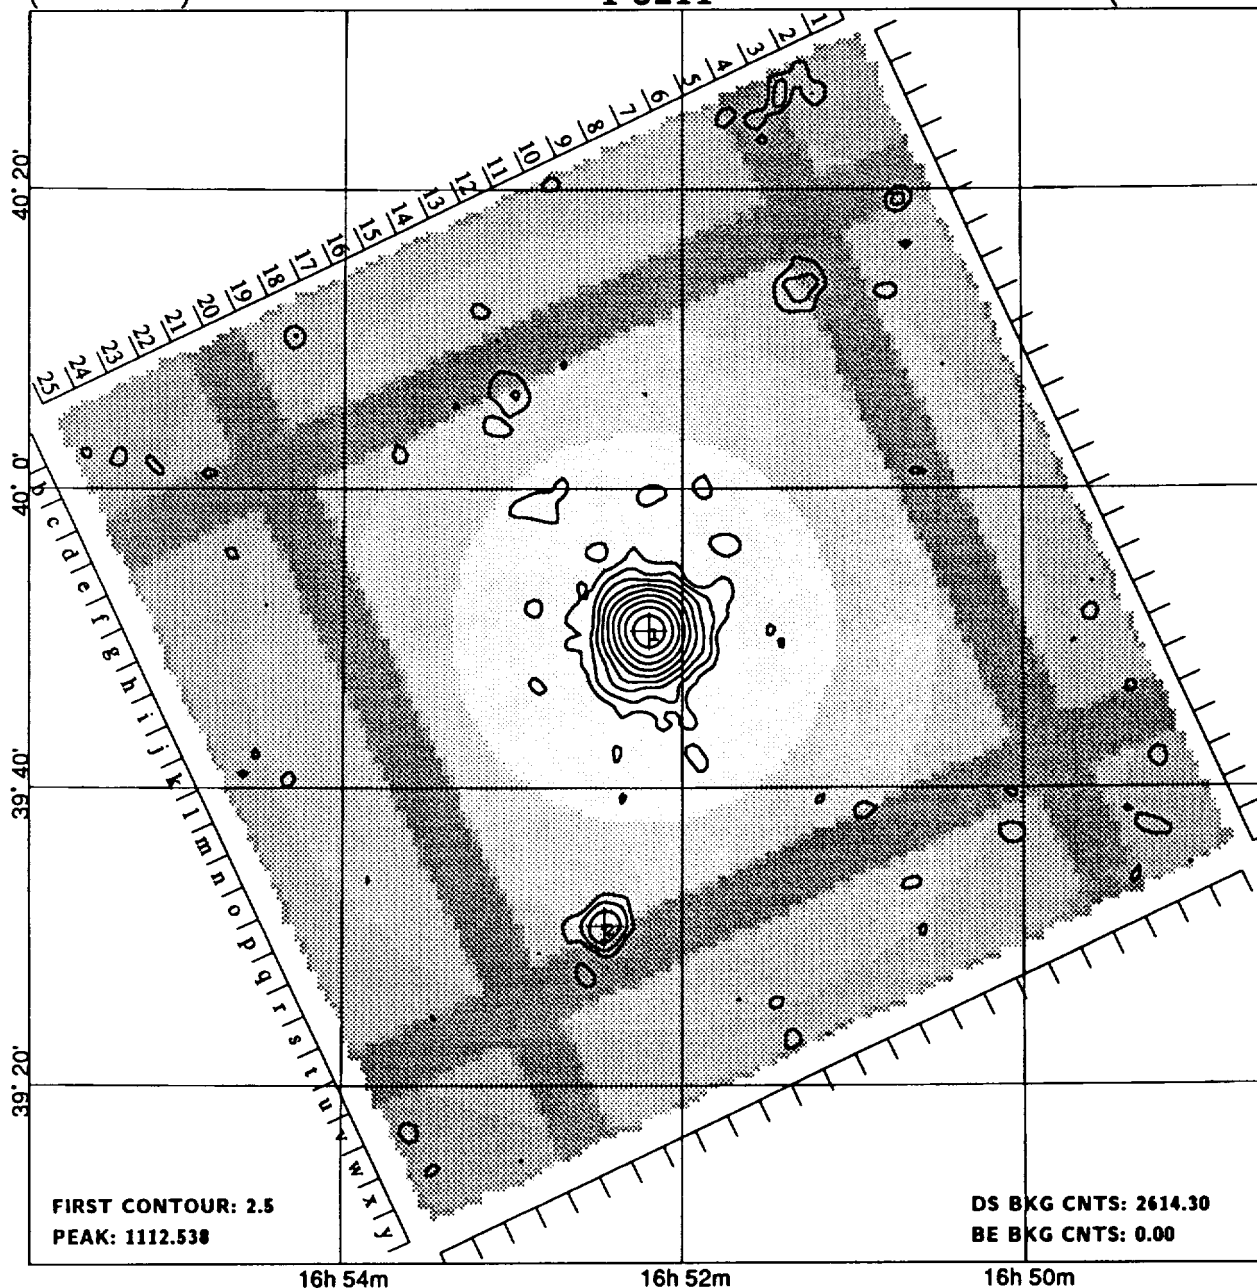 1 2 3 4 5 6 7 8 9 10 11 12 13 14 15 16 17 18 19 20 21 22 23 24 25
40° 20'
40° 0'
b c d e f g h i j k l m n o p q r s t u v w x y
1
39° 40'
2
39° 20'
FIRST CONTOUR: 2.5
PEAK: 1112.538
DS BKG CNTS: 2614.30
BE BKG CNTS: 0.00
16h 54m 16h 52m 16h 50m